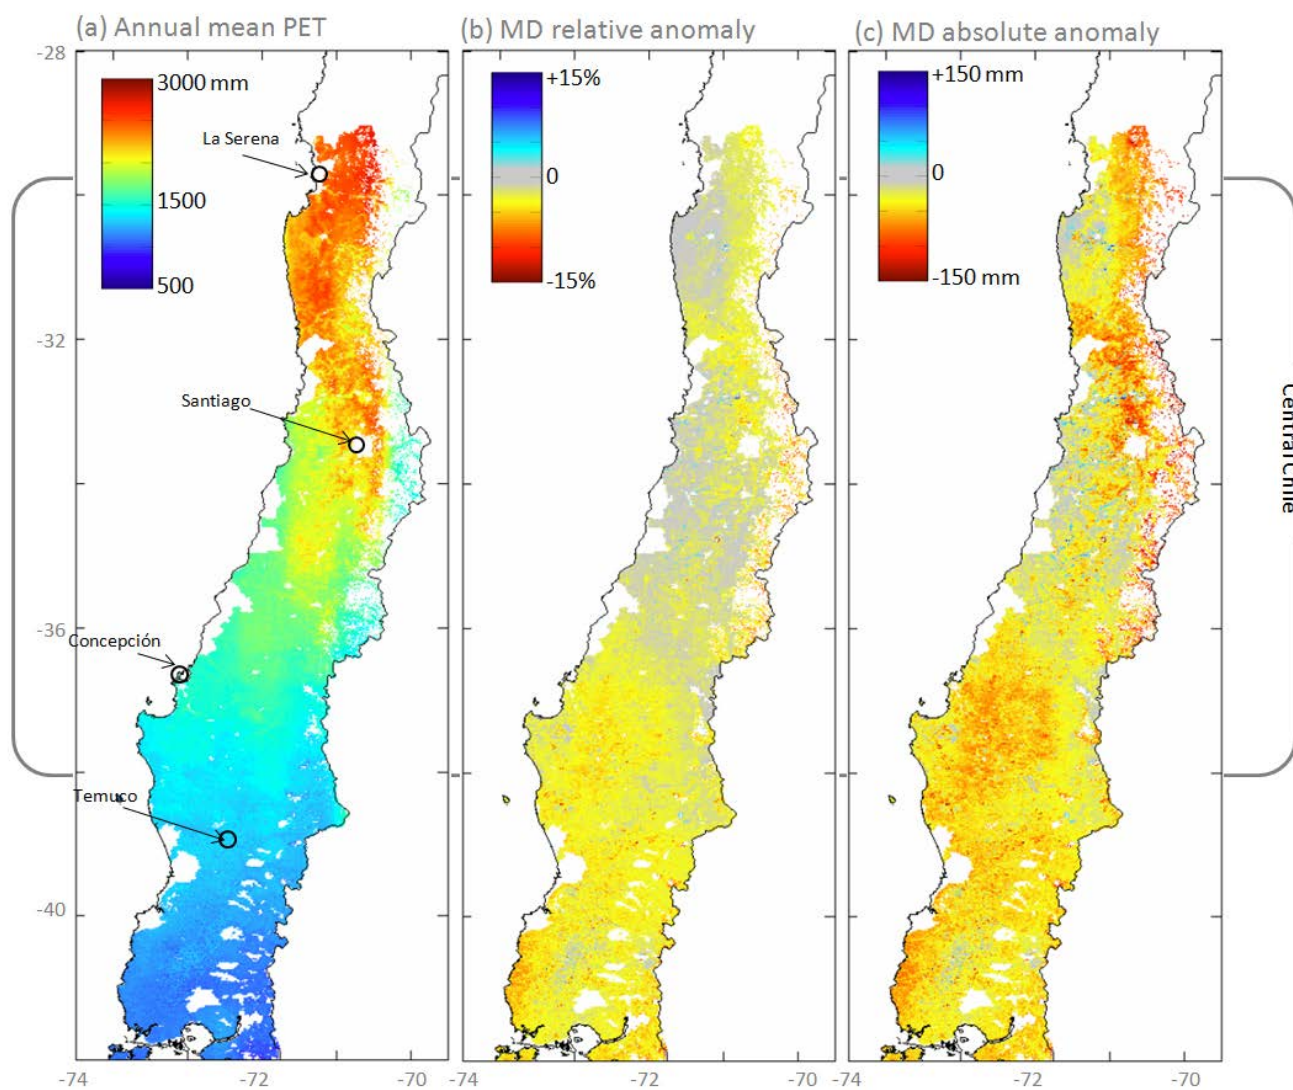 (a) Annual mean PET
(b) MD relative anomaly
(c) MD absolute anomaly
-28
3000 mm
1500
500
+15%
0
-15%
+150 mm
0
-150 mm
La Serena
-32
Santiago
Central Chile
-36
Concepción
Temuco
-40
-74
-72
-70
-74
-72
-70
-74
-72
-70